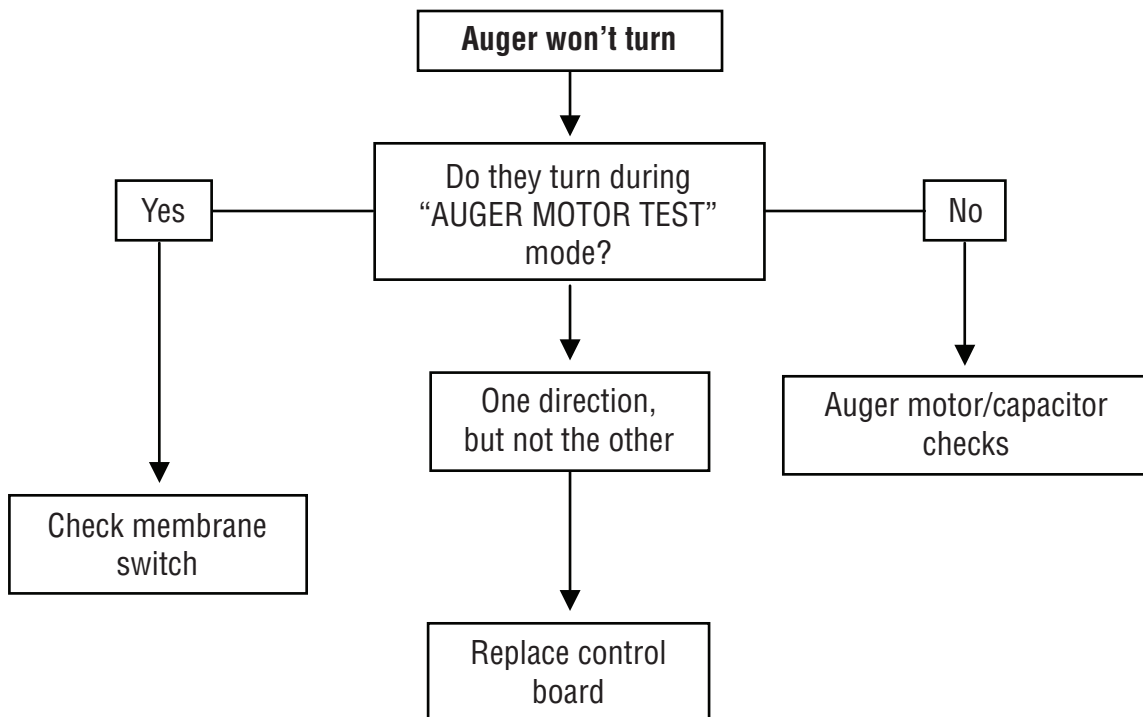 Auger won’t turn
Do they turn during
“AUGER MOTOR TEST”
mode?
Yes
No
One direction,
but not the other
Auger motor/capacitor
checks
Check membrane
switch
Replace control
board